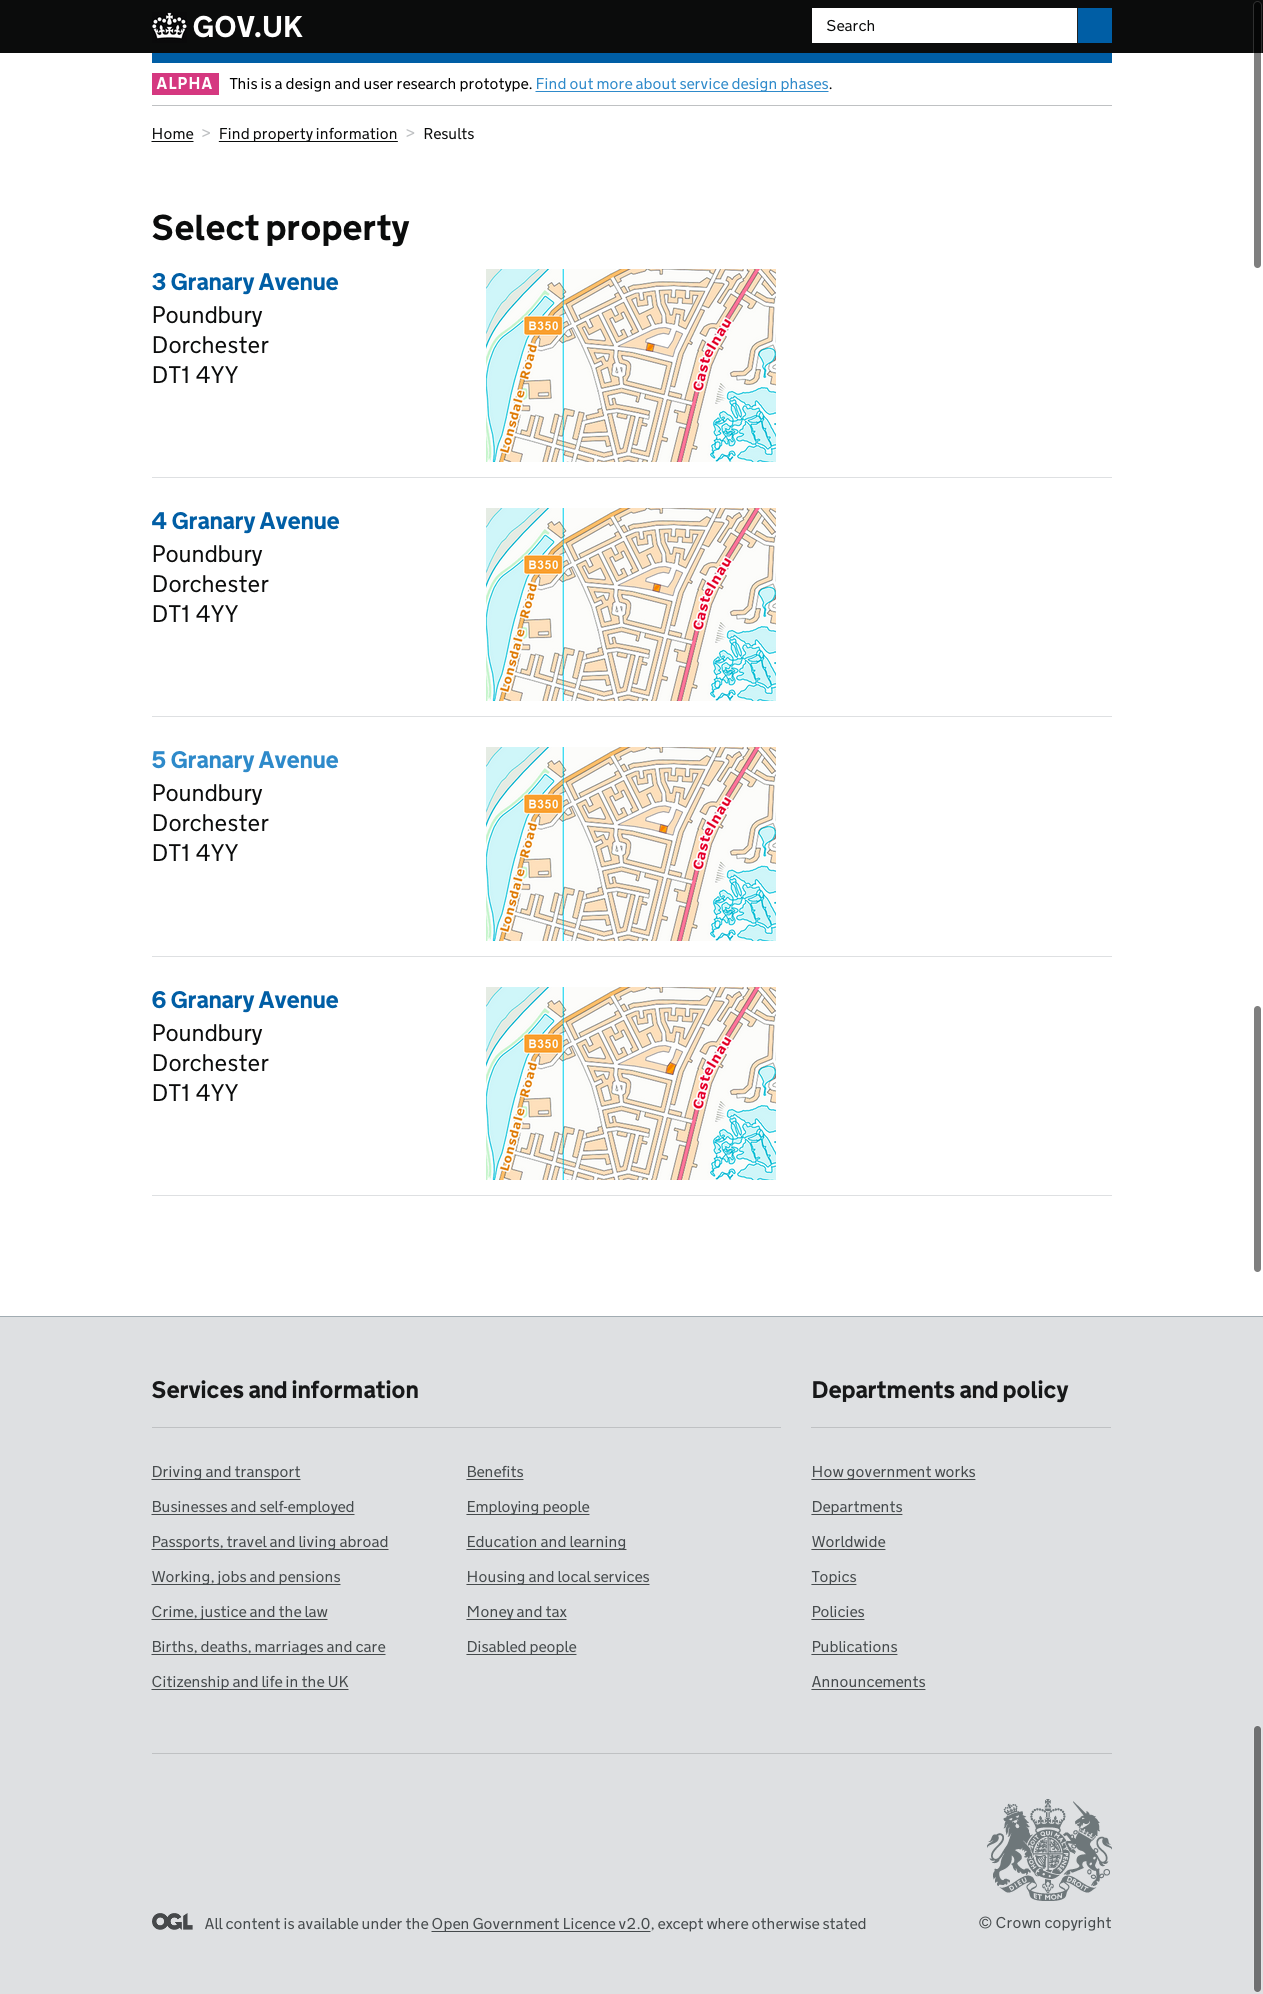 GOV.UK
Search
ALPHA This is a design and user research prototype. Find out more about service design phases.
Home > Find property information > Results
Select property
3 Granary Avenue
Poundbury
Dorchester
DT1 4YY
B350
Lonsdale Road
Castelnau
4 Granary Avenue
Poundbury
Dorchester
DT1 4YY
B350
Lonsdale Road
Castelnau
5 Granary Avenue
Poundbury
Dorchester
DT1 4YY
B350
Lonsdale Road
Castelnau
6 Granary Avenue
Poundbury
Dorchester
DT1 4YY
B350
Lonsdale Road
Castelnau
Services and information
Driving and transport
Businesses and self-employed
Passports, travel and living abroad
Working, jobs and pensions
Crime, justice and the law
Births, deaths, marriages and care
Citizenship and life in the UK
Benefits
Employing people
Education and learning
Housing and local services
Money and tax
Disabled people
Departments and policy
How government works
Departments
Worldwide
Topics
Policies
Publications
Announcements
DIEU ET MON DROIT
OGL All content is available under the Open Government Licence v2.0, except where otherwise stated
© Crown copyright